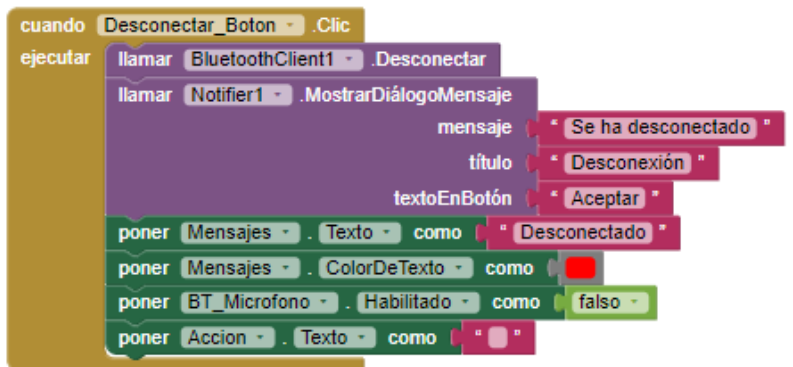 cuando Desconectar_Boton .Clic
ejecutar llamar BluetoothClient1 .Desconectar
llamar Notifier1 .MostrarDiálogoMensaje
mensaje " Se ha desconectado "
título " Desconexión "
textoEnBotón " Aceptar "
poner Mensajes . Texto como " Desconectado "
poner Mensajes . ColorDeTexto como
poner BT_Microfono . Habilitado como falso
poner Accion . Texto como " "